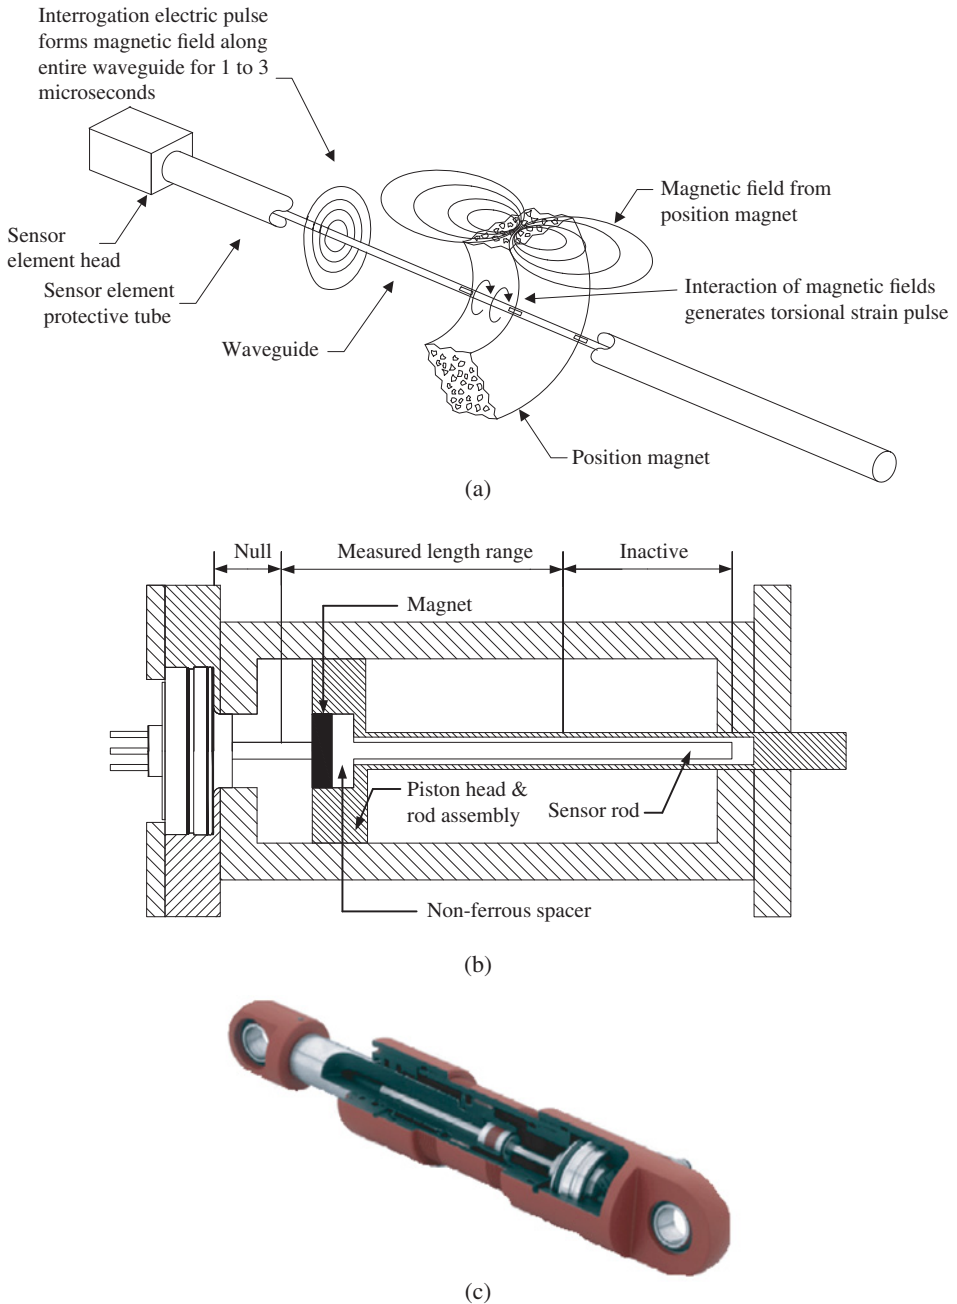 Interrogation electric pulse
forms magnetic field along
entire waveguide for 1 to 3
microseconds
Magnetic field from
position magnet
Sensor
element head
Sensor element
protective tube
Interaction of magnetic fields
generates torsional strain pulse
Waveguide
Position magnet
(a)
Null
Measured length range
Inactive
Magnet
Piston head &
rod assembly
Sensor rod
Non-ferrous spacer
(b)
(c)